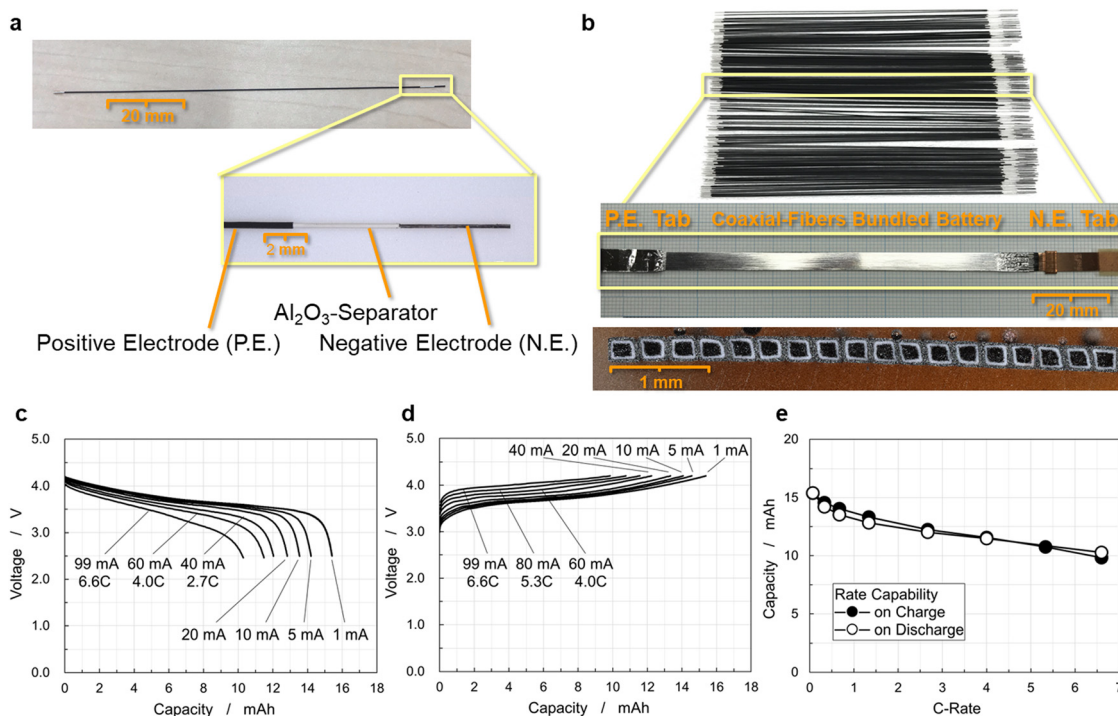 a
20 mm
2 mm
Al₂O₃-Separator
Positive Electrode (P.E.)
Negative Electrode (N.E.)
b
P.E. Tab
Coaxial-Fibers Bundled Battery
N.E. Tab
20 mm
1 mm
c
Voltage / V
5.0
4.0
3.0
2.0
1.0
0.0
99 mA 60 mA 40 mA
6.6C 4.0C 2.7C
20 mA 10 mA 5 mA 1 mA
0 2 4 6 8 10 12 14 16 18
Capacity / mAh
d
Voltage / V
5.0
4.0
3.0
2.0
1.0
0.0
40 mA 20 mA 10 mA 5 mA 1 mA
99 mA 80 mA 60 mA
6.6C 5.3C 4.0C
0 2 4 6 8 10 12 14 16 18
Capacity / mAh
e
Capacity / mAh
20
15
10
5
0
Rate Capability
on Charge
on Discharge
0 1 2 3 4 5 6 7
C-Rate